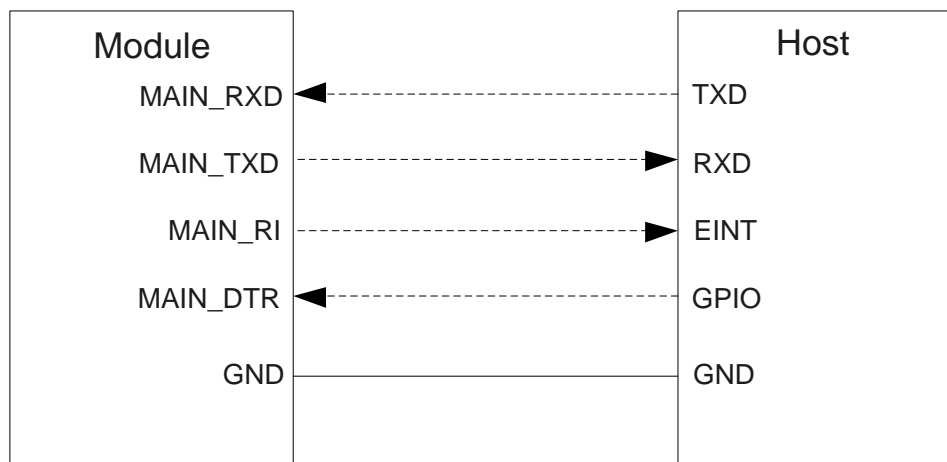 Module Host
MAIN_RXD TXD
MAIN_TXD RXD
MAIN_RI EINT
MAIN_DTR GPIO
GND GND